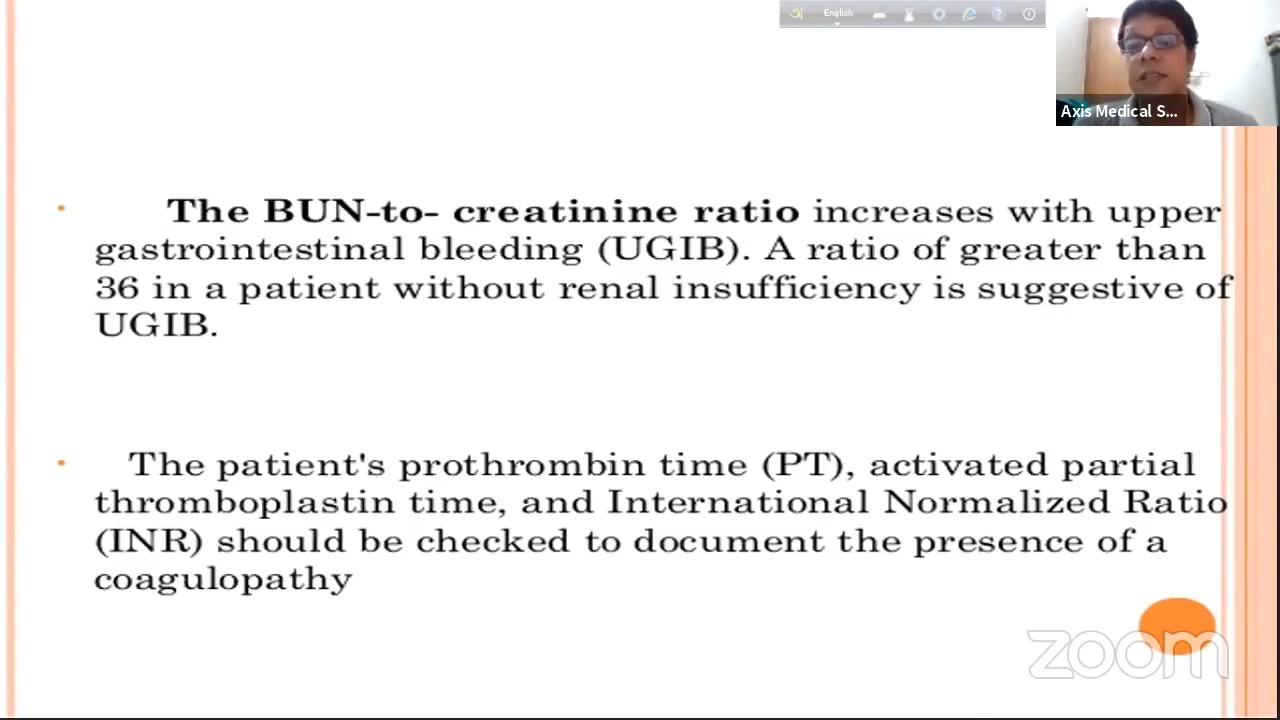 English
Axis Medical S...
• The BUN-to- creatinine ratio increases with upper
gastrointestinal bleeding (UGIB). A ratio of greater than
36 in a patient without renal insufficiency is suggestive of
UGIB.
• The patient's prothrombin time (PT), activated partial
thromboplastin time, and International Normalized Ratio
(INR) should be checked to document the presence of a
coagulopathy
zoom